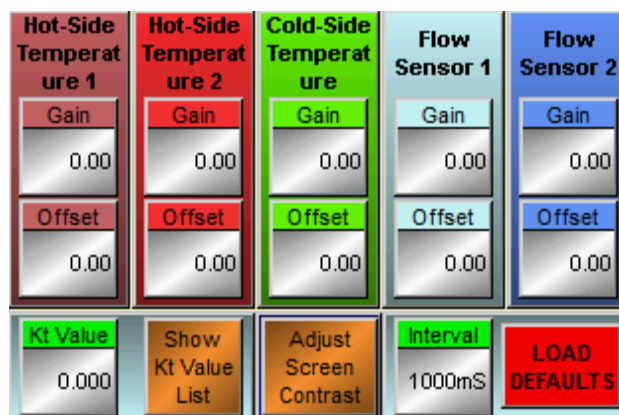 Hot-Side
Temperat
ure 1
Hot-Side
Temperat
ure 2
Cold-Side
Temperat
ure
Flow
Sensor 1
Flow
Sensor 2
Gain
0.00
Gain
0.00
Gain
0.00
Gain
0.00
Gain
0.00
Offset
0.00
Offset
0.00
Offset
0.00
Offset
0.00
Offset
0.00
Kt Value
0.000
Show
Kt Value
List
Adjust
Screen
Contrast
Interval
1000mS
LOAD
DEFAULTS